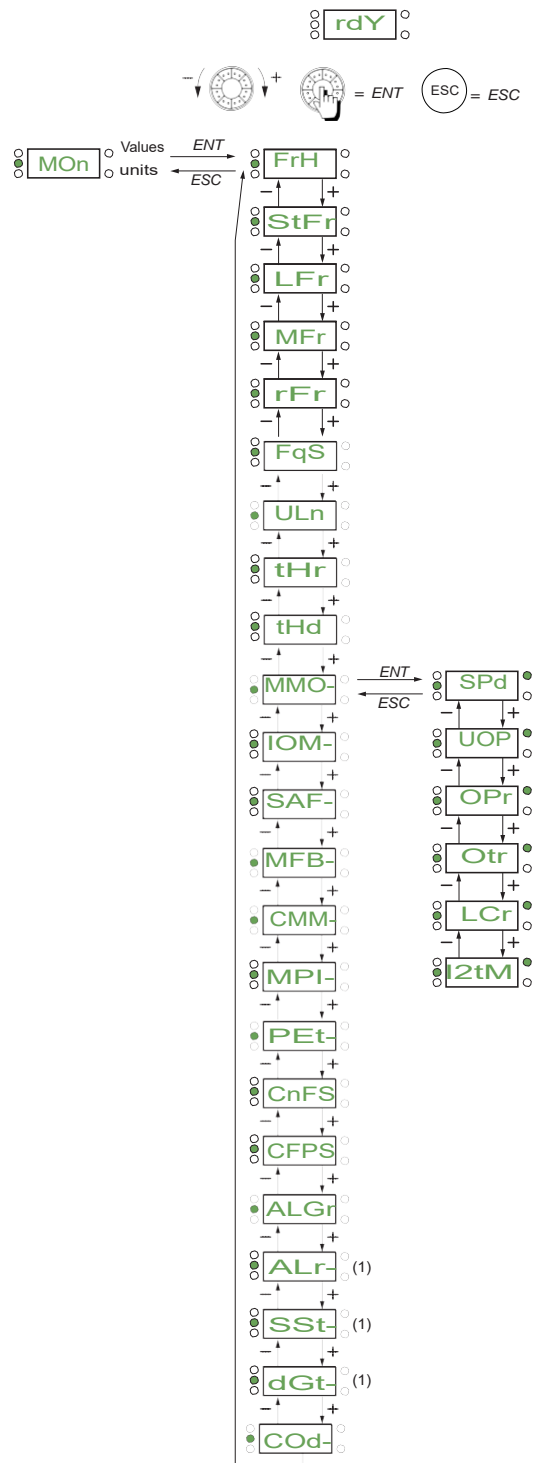 rdY
− + = ENT ESC = ESC
MOn Values ENT FrH
units ESC
− +
StFr
− +
LFr
− +
MFr
− +
rFr
− +
FqS
− +
ULn
− +
tHr
− +
tHd
− +
MMO- ENT SPd
ESC
− + − +
IOM- UOP
− + − +
SAF- OPr
− + − +
MFB- Otr
− + − +
CMM- LCr
− + − +
MPI- I2tM
− +
PEt-
− +
CnFS
− +
CFPS
− +
ALGr
− +
ALr- (1)
− +
SSt- (1)
− +
dGt- (1)
− +
COd-